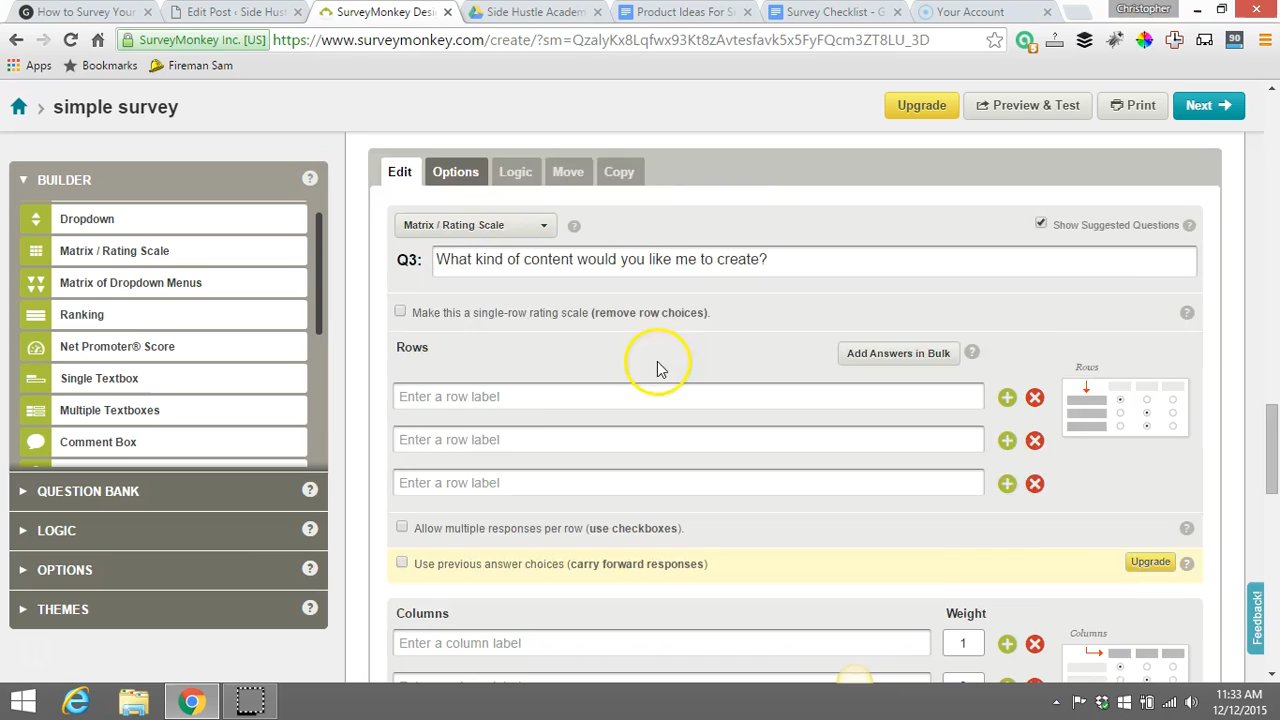 How to Survey Your
Edit Post ‹ Side Hust
SurveyMonkey Desi
Side Hustle Academ
Product Ideas For
Survey Checklist - G
Your Account
Christopher
SurveyMonkey Inc. [US]
https://www.surveymonkey.com/create/?sm=QzalyKx8Lqfwx93Kt8zAvtesfavk5x5FyFQcm3ZT8LU_3D
90
Apps
Bookmarks
Fireman Sam
simple survey
Upgrade
Preview & Test
Print
Next
BUILDER
Dropdown
Matrix / Rating Scale
Matrix of Dropdown Menus
Ranking
Net Promoter® Score
Single Textbox
Multiple Textboxes
Comment Box
QUESTION BANK
LOGIC
OPTIONS
THEMES
Edit
Options
Logic
Move
Copy
Matrix / Rating Scale
Show Suggested Questions
Q3:
What kind of content would you like me to create?
Make this a single-row rating scale (remove row choices).
Rows
Add Answers in Bulk
Rows
Enter a row label
Enter a row label
Enter a row label
Allow multiple responses per row (use checkboxes).
Use previous answer choices (carry forward responses)
Upgrade
Columns
Weight
Columns
Enter a column label
1
Feedback!
11:33 AM
12/12/2015